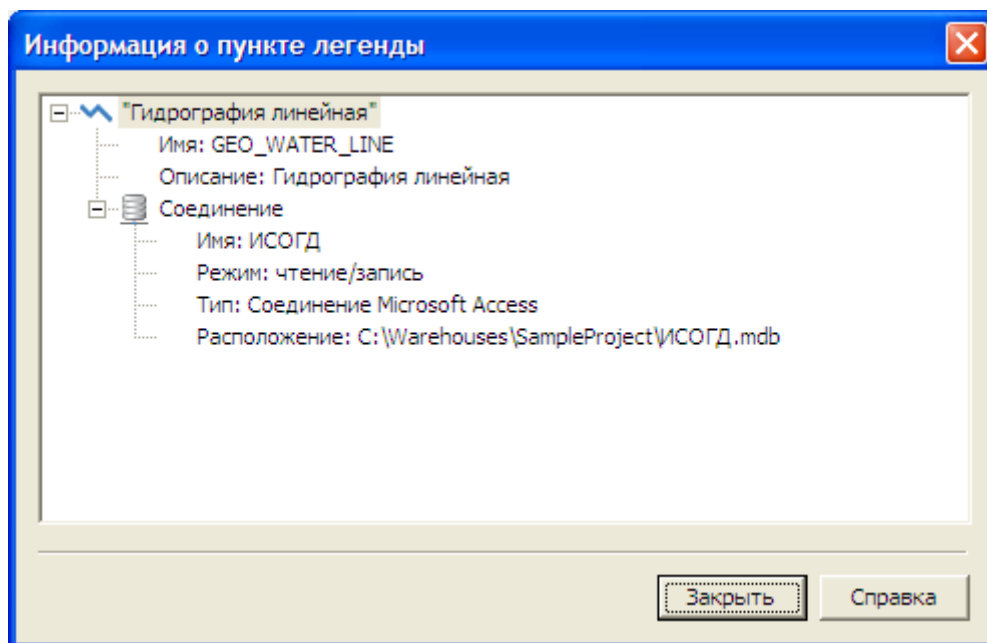 Информация о пункте легенды
"Гидрография линейная"
Имя: GEO_WATER_LINE
Описание: Гидрография линейная
Соединение
Имя: ИСОГД
Режим: чтение/запись
Тип: Соединение Microsoft Access
Расположение: C:\Warehouses\SampleProject\ИСОГД.mdb
Закрыть
Справка